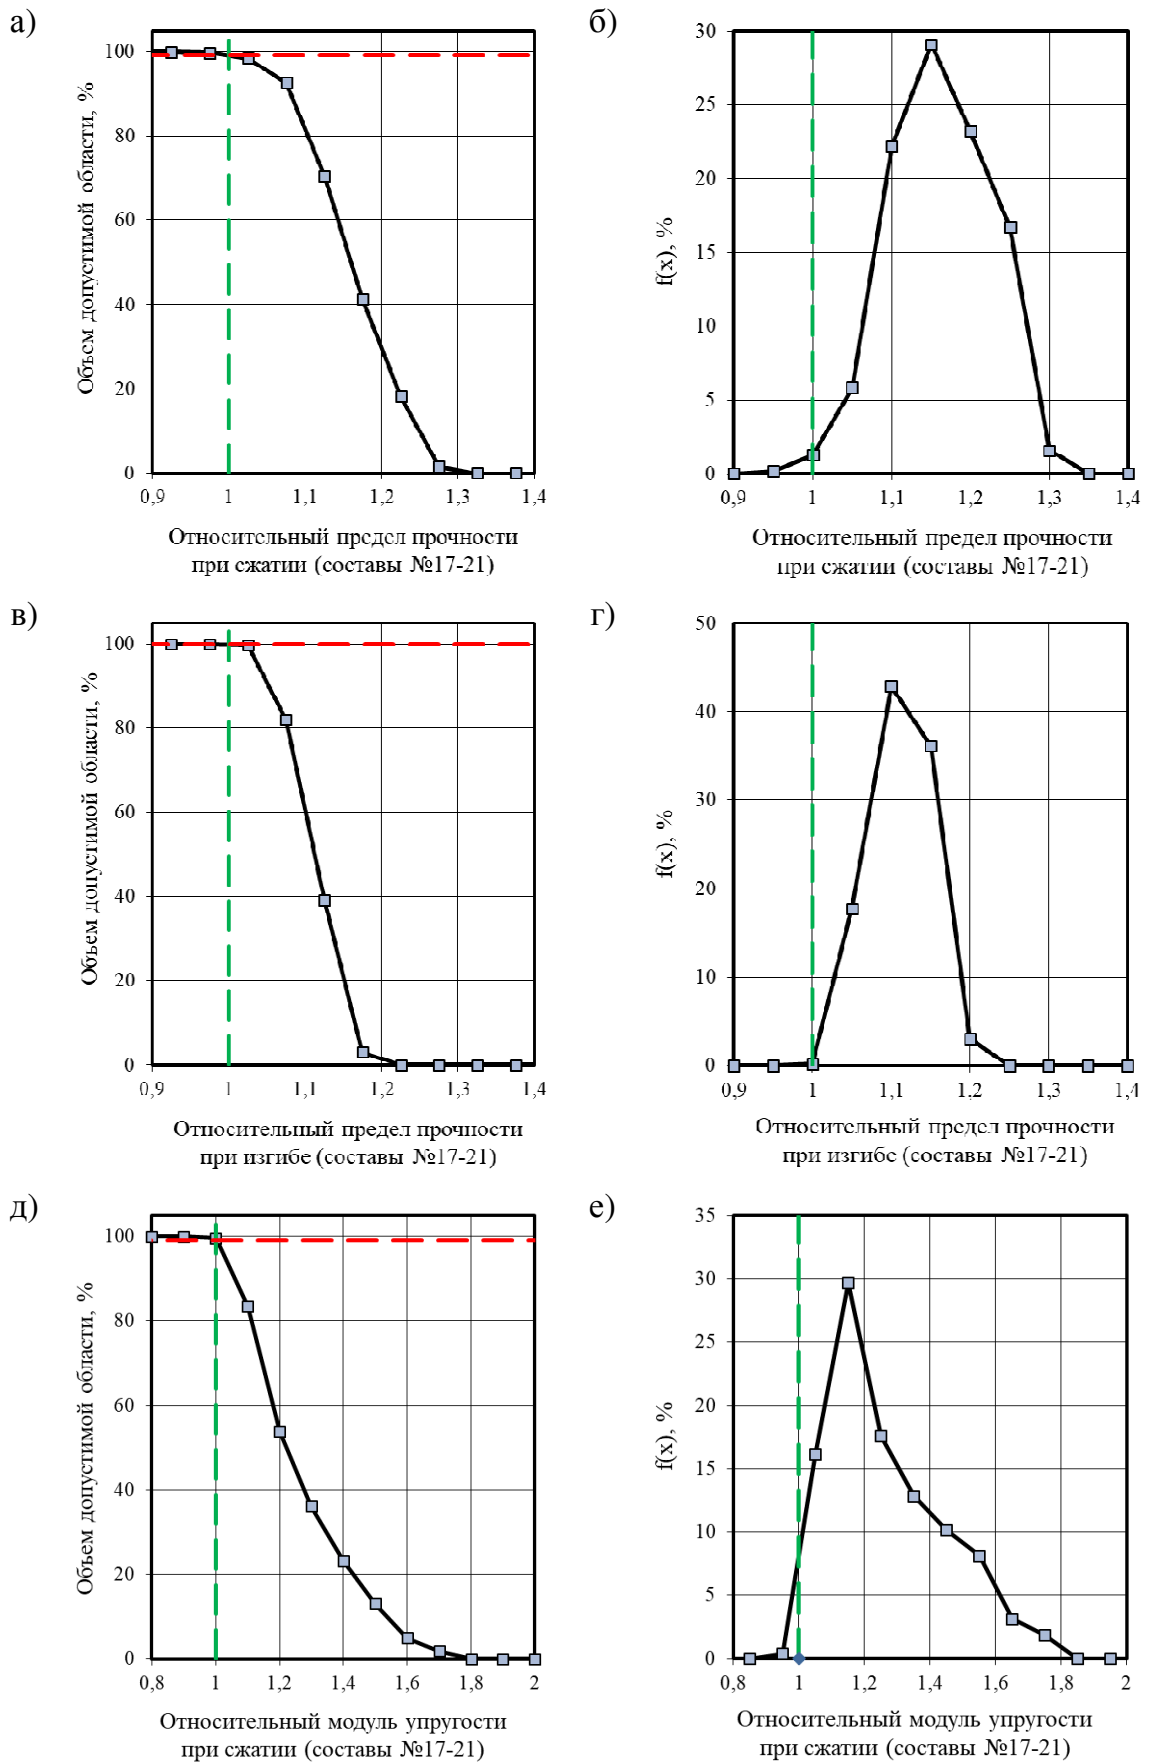 а)
Объем допустимой области, %
100
80
60
40
20
0
0,9 1 1,1 1,2 1,3 1,4
Относительный предел прочности
при сжатии (составы №17-21)
б)
f(x), %
30
25
20
15
10
5
0
0,9 1 1,1 1,2 1,3 1,4
Относительный предел прочности
при сжатии (составы №17-21)
в)
Объем допустимой области, %
100
80
60
40
20
0
0,9 1 1,1 1,2 1,3 1,4
Относительный предел прочности
при изгибе (составы №17-21)
г)
f(x), %
50
40
30
20
10
0
0,9 1 1,1 1,2 1,3 1,4
Относительный предел прочности
при изгибе (составы №17-21)
д)
Объем допустимой области, %
100
80
60
40
20
0
0,8 1 1,2 1,4 1,6 1,8 2
Относительный модуль упругости
при сжатии (составы №17-21)
е)
f(x), %
35
30
25
20
15
10
5
0
0,8 1 1,2 1,4 1,6 1,8 2
Относительный модуль упругости
при сжатии (составы №17-21)